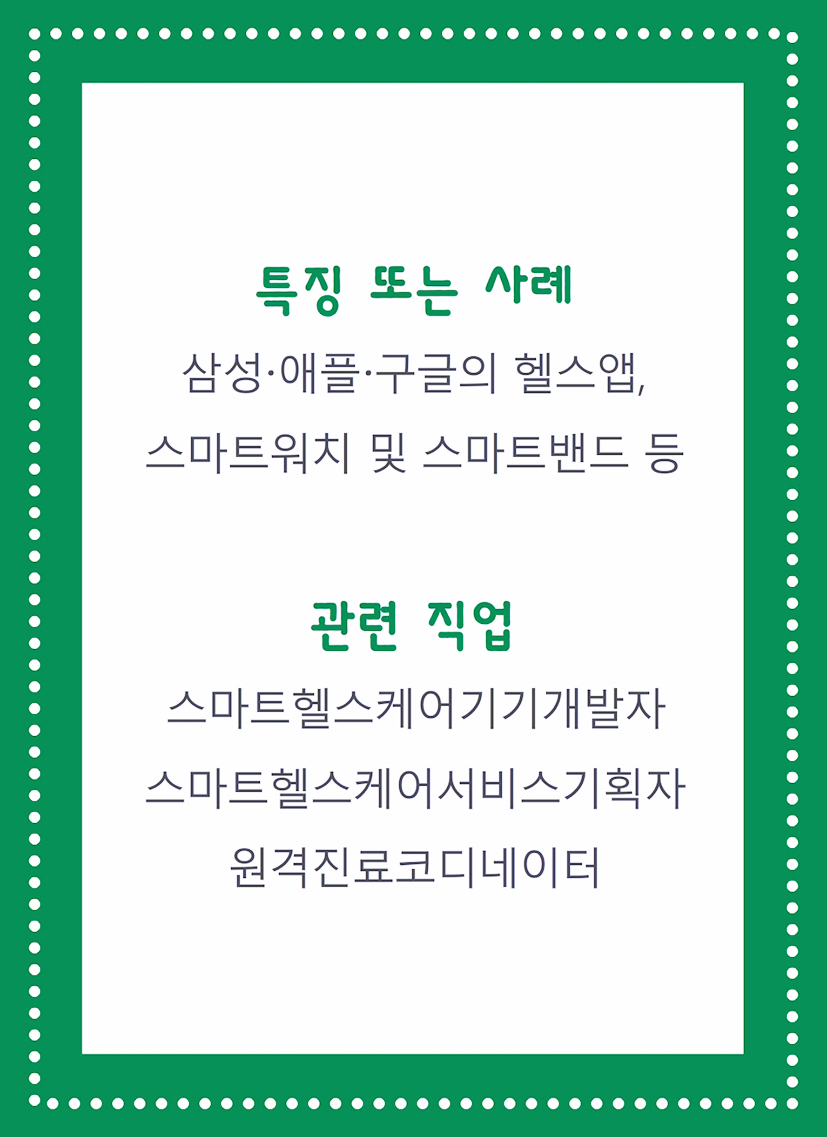 특징 또는 사례
삼성·애플·구글의 헬스앱,
스마트워치 및 스마트밴드 등
관련 직업
스마트헬스케어기기개발자
스마트헬스케어서비스기획자
원격진료코디네이터